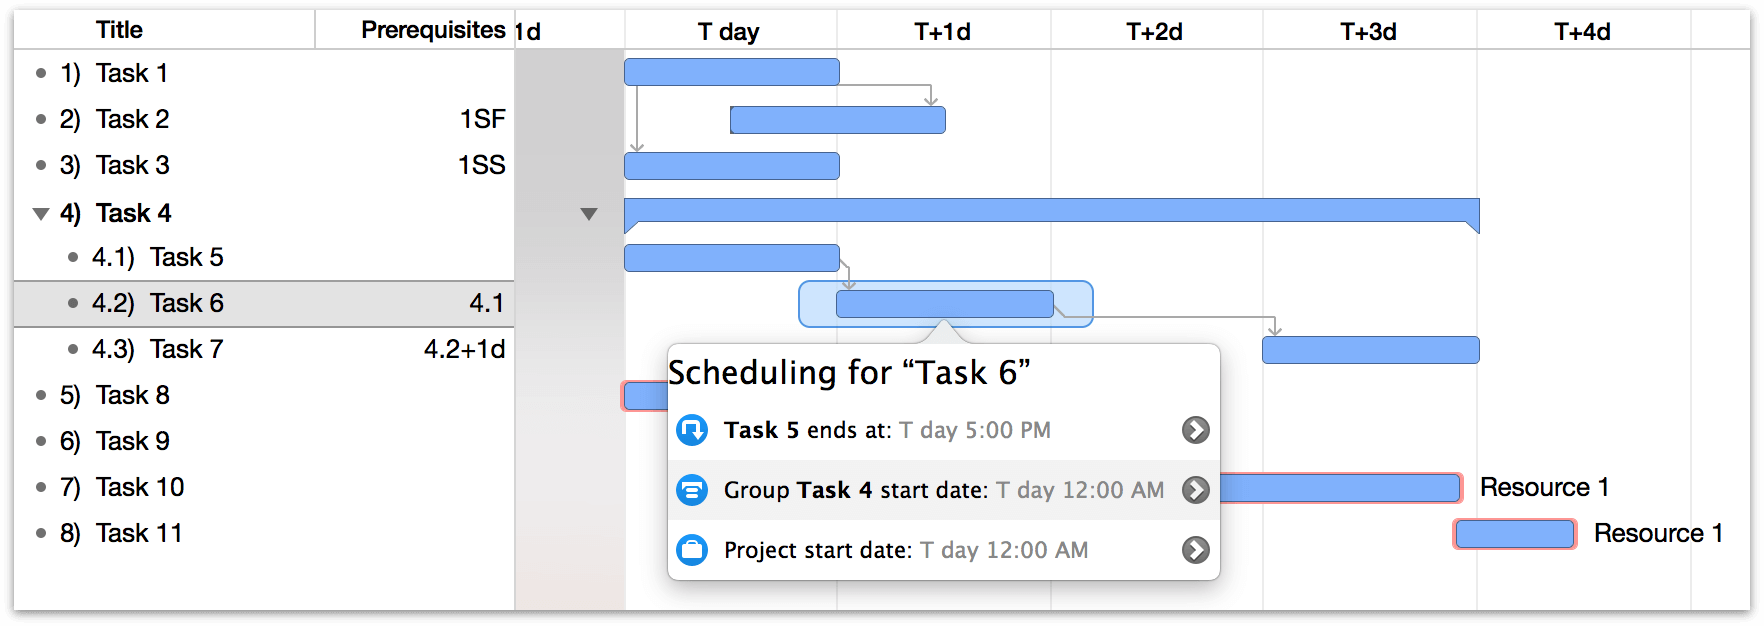 Title Prerequisites 1d T day T+1d T+2d T+3d T+4d
1) Task 1
2) Task 2 1SF
3) Task 3 1SS
4) Task 4
4.1) Task 5
4.2) Task 6 4.1
4.3) Task 7 4.2+1d
5) Task 8
6) Task 9
7) Task 10
8) Task 11
Scheduling for “Task 6”
Task 5 ends at: T day 5:00 PM
Group Task 4 start date: T day 12:00 AM
Project start date: T day 12:00 AM
Resource 1
Resource 1